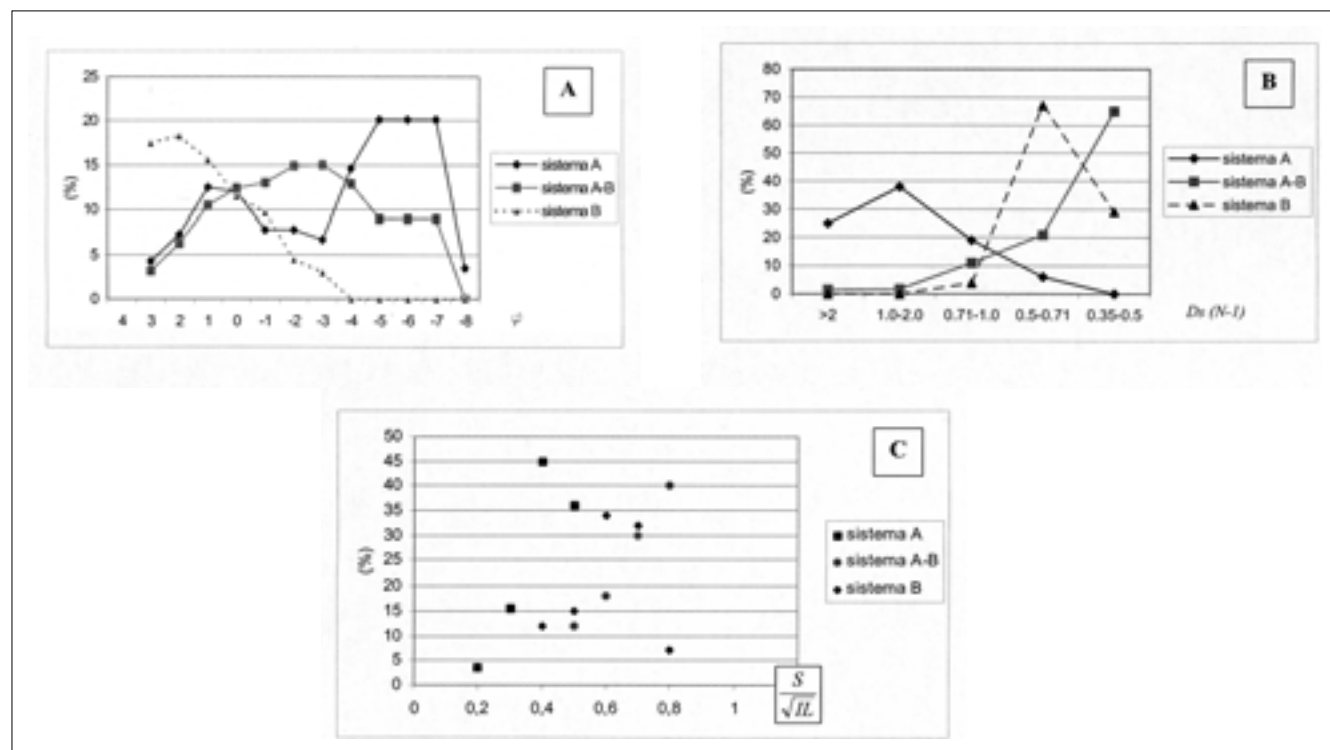 A
25
20
15
10
5
0
(%)
4 3 2 1 0 -1 -2 -3 -4 -5 -6 -7 -8
sistema A
sistema A-B
sistema B
B
80
70
60
50
40
30
20
10
0
(%)
>2 1.0-2.0 0.71-1.0 0.5-0.71 0.35-0.5 Ds (N-1)
sistema A
sistema A-B
sistema B
C
50
45
40
35
30
25
20
15
10
5
0
(%)
0 0,2 0,4 0,6 0,8 1
S
√IL
sistema A
sistema A-B
sistema B